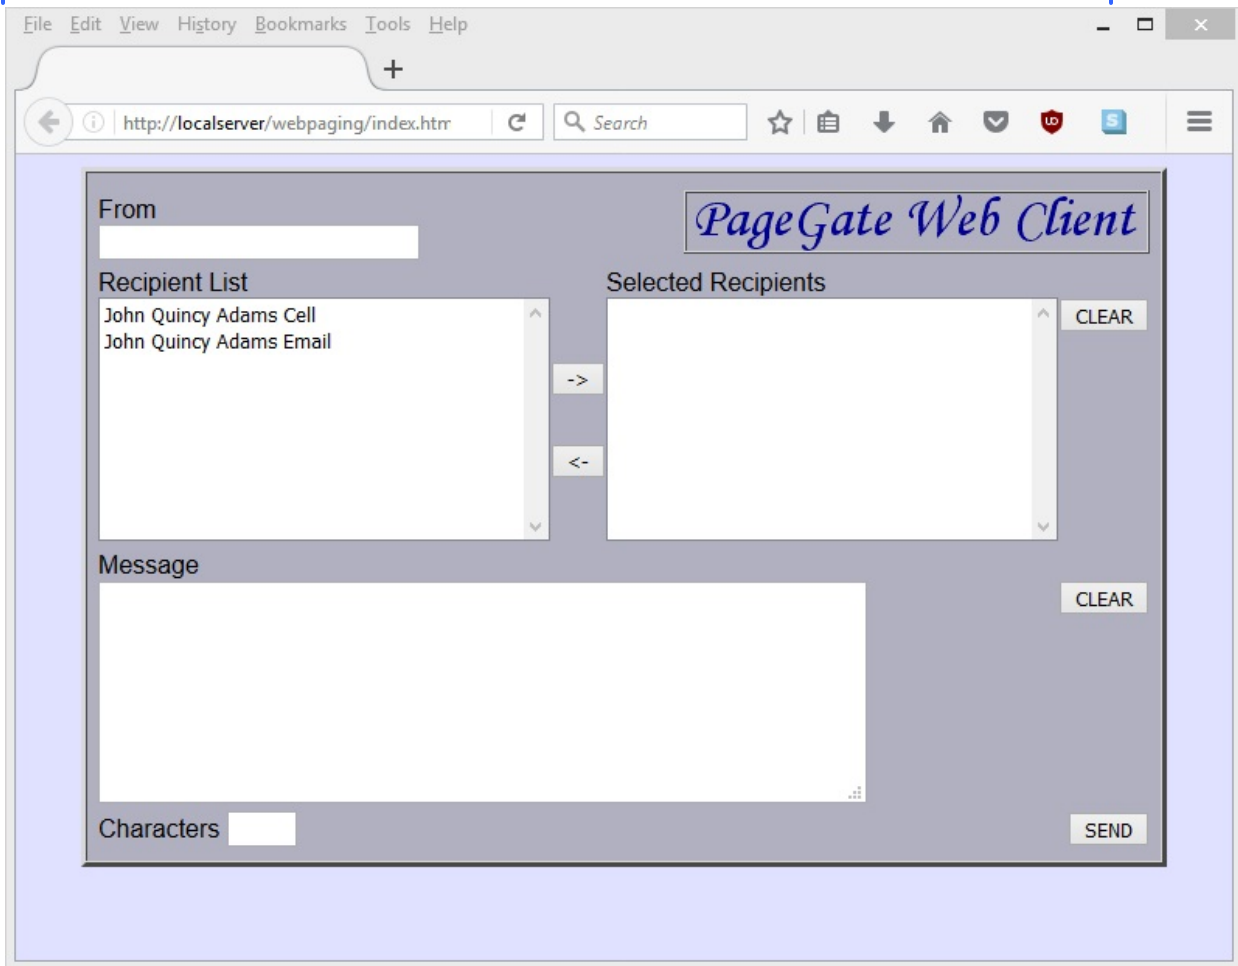 File Edit View History Bookmarks Tools Help
http://localserver/webpaging/index.htm
Search
From
PageGate Web Client
Recipient List
Selected Recipients
John Quincy Adams Cell
John Quincy Adams Email
CLEAR
->
<-
Message
CLEAR
Characters
SEND